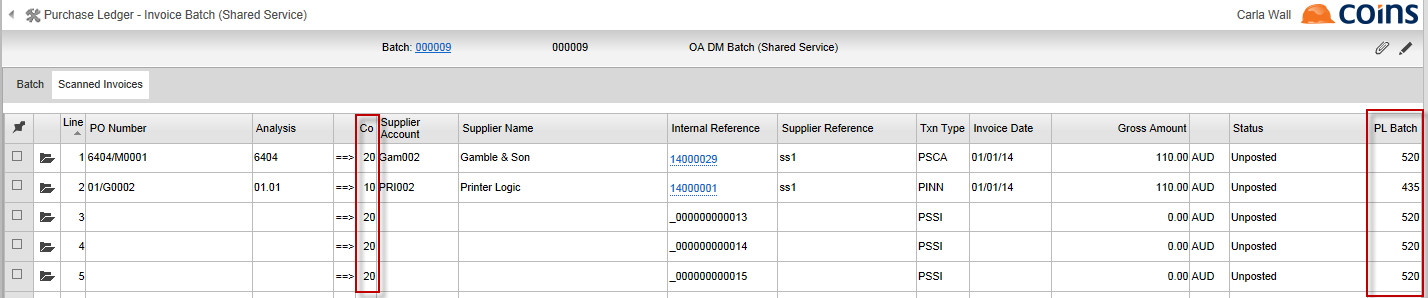 Purchase Ledger - Invoice Batch (Shared Service) Carla Wall coins
Batch: 000009 000009 OA DM Batch (Shared Service)
Batch Scanned Invoices
Line PO Number Analysis Co Supplier Account Supplier Name Internal Reference Supplier Reference Txn Type Invoice Date Gross Amount Status PL Batch
1 6404/M0001 6404 ==> 20 Gam002 Gamble & Son 14000029 ss1 PSCA 01/01/14 110.00 AUD Unposted 520
2 01/G0002 01.01 ==> 10 PRI002 Printer Logic 14000001 ss1 PINN 01/01/14 110.00 AUD Unposted 435
3 ==> 20 _000000000013 PSSI 0.00 AUD Unposted 520
4 ==> 20 _000000000014 PSSI 0.00 AUD Unposted 520
5 ==> 20 _000000000015 PSSI 0.00 AUD Unposted 520